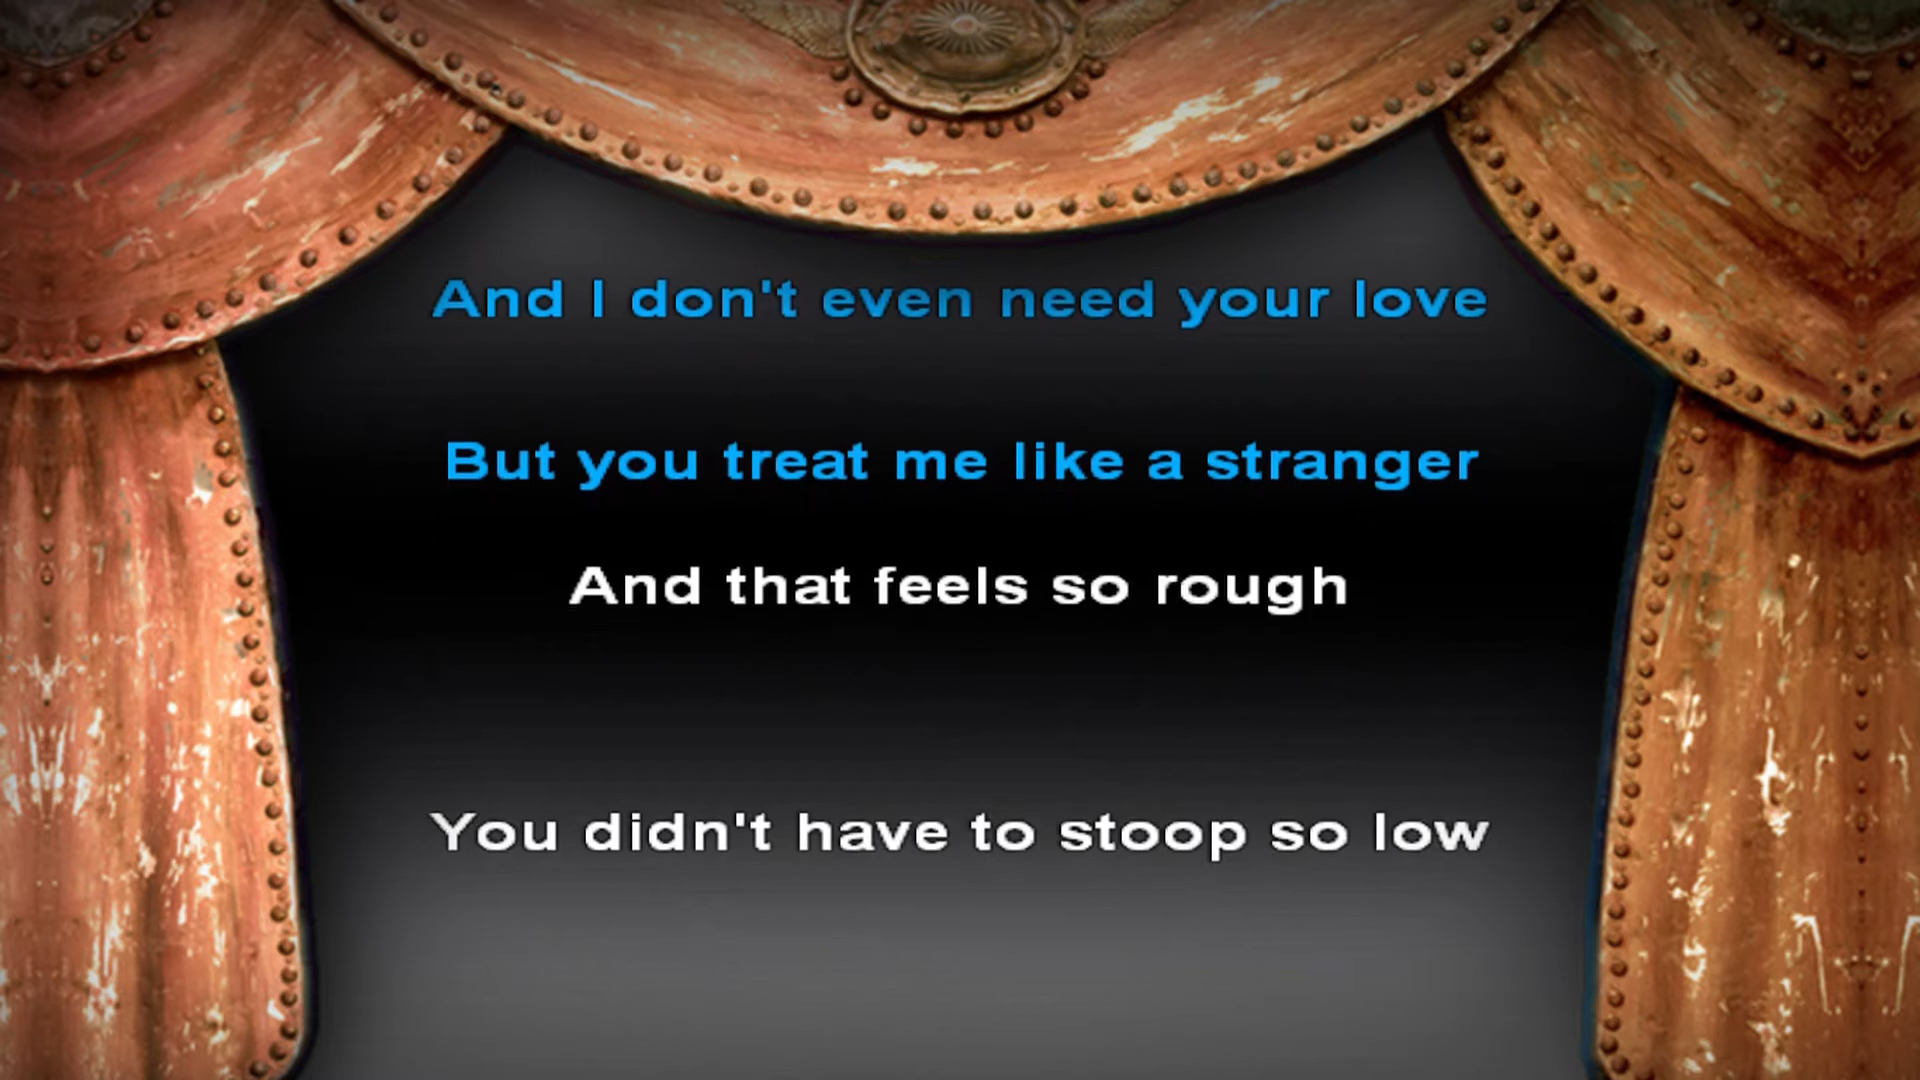 And I don't even need your love
But you treat me like a stranger
And that feels so rough
You didn't have to stoop so low